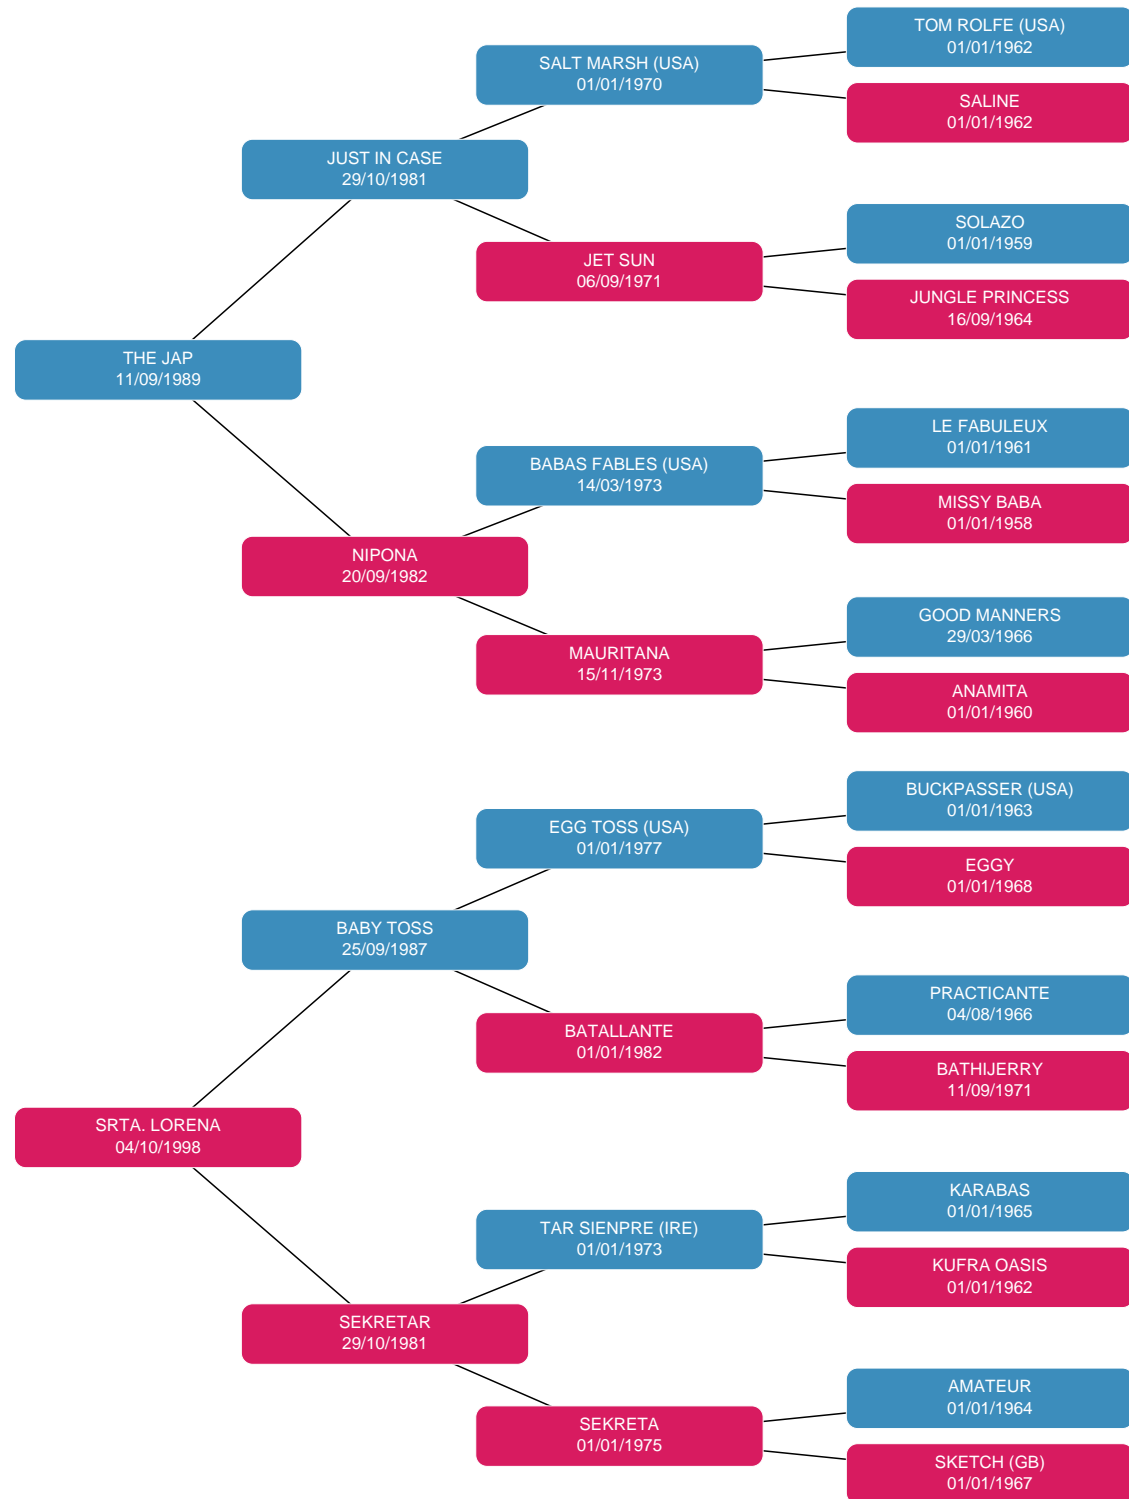 TOM ROLFE (USA)
01/01/1962
SALT MARSH (USA)
01/01/1970
SALINE
01/01/1962
JUST IN CASE
29/10/1981
SOLAZO
01/01/1959
JET SUN
06/09/1971
JUNGLE PRINCESS
16/09/1964
THE JAP
11/09/1989
LE FABULEUX
01/01/1961
BABAS FABLES (USA)
14/03/1973
MISSY BABA
01/01/1958
NIPONA
20/09/1982
GOOD MANNERS
29/03/1966
MAURITANA
15/11/1973
ANAMITA
01/01/1960
BUCKPASSER (USA)
01/01/1963
EGG TOSS (USA)
01/01/1977
EGGY
01/01/1968
BABY TOSS
25/09/1987
PRACTICANTE
04/08/1966
BATALLANTE
01/01/1982
BATHIJERRY
11/09/1971
SRTA. LORENA
04/10/1998
KARABAS
01/01/1965
TAR SIENPRE (IRE)
01/01/1973
KUFRA OASIS
01/01/1962
SEKRETAR
29/10/1981
AMATEUR
01/01/1964
SEKRETA
01/01/1975
SKETCH (GB)
01/01/1967